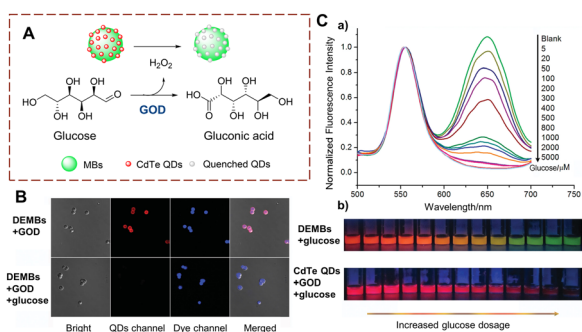 A
H₂O₂
HO
OH
OH
O
OH
OH
GOD
HO
O
OH
OH
OH
OH
OH
Glucose
Gluconic acid
MBs
CdTe QDs
Quenched QDs
B
DEMBs
+GOD
DEMBs
+GOD
+glucose
Bright
QDs channel
Dye channel
Merged
C
a)
Normalized Fluorescence Intensity
1.0
0.8
0.6
0.4
0.2
0.0
500
550
600
650
700
750
Wavelength/nm
Blank
5
20
50
100
200
300
400
500
800
1000
2000
5000
Glucose/μM
b)
DEMBs
+glucose
CdTe QDs
+GOD
+glucose
Increased glucose dosage